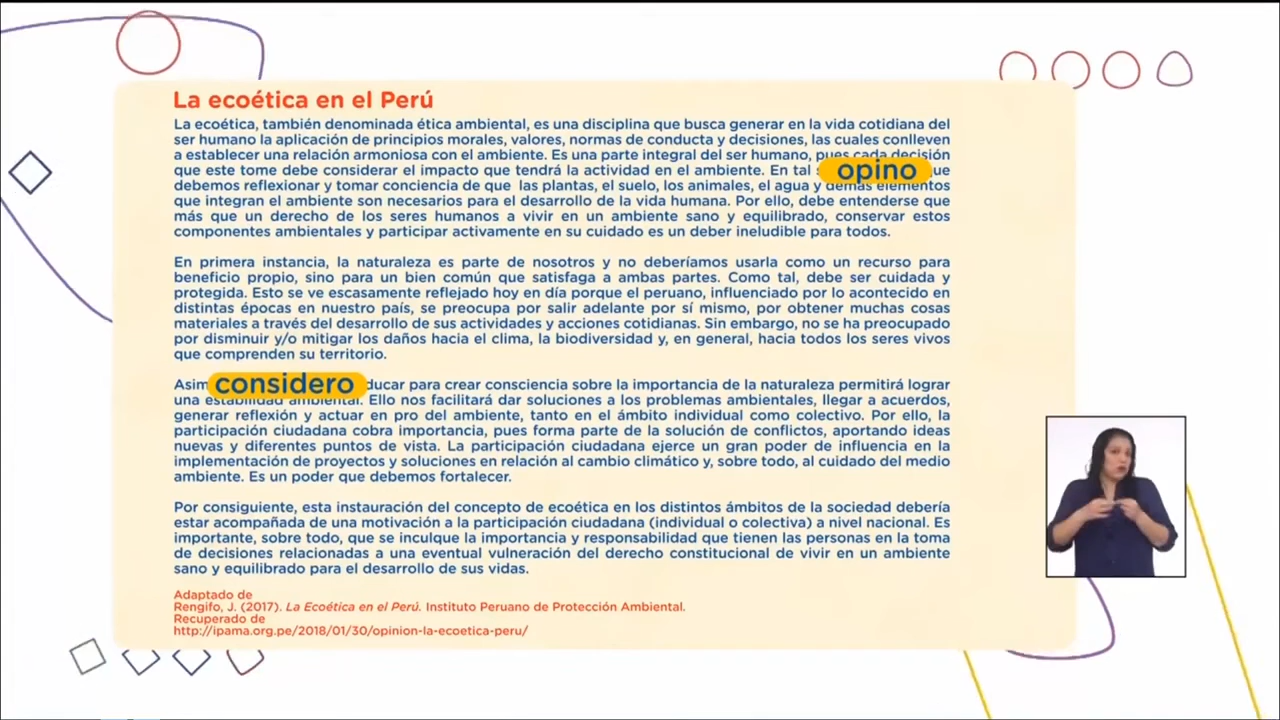 La ecoética en el Perú
La ecoética, también denominada ética ambiental, es una disciplina que busca generar en la vida cotidiana del
ser humano la aplicación de principios morales, valores, normas de conducta y decisiones, las cuales conlleven
a establecer una relación armoniosa con el ambiente. Es una parte integral del ser humano, pues cada decisión
que este tome debe considerar el impacto que tendrá la actividad en el ambiente. En tal opino
debemos reflexionar y tomar conciencia de que las plantas, el suelo, los animales, el agua y demás elementos
que integran el ambiente son necesarios para el desarrollo de la vida humana. Por ello, debe entenderse que
más que un derecho de los seres humanos a vivir en un ambiente sano y equilibrado, conservar estos
componentes ambientales y participar activamente en su cuidado es un deber ineludible para todos.
En primera instancia, la naturaleza es parte de nosotros y no deberíamos usarla como un recurso para
beneficio propio, sino para un bien común que satisfaga a ambas partes. Como tal, debe ser cuidada y
protegida. Esto se ve escasamente reflejado hoy en día porque el peruano, influenciado por lo acontecido en
distintas épocas en nuestro país, se preocupa por salir adelante por sí mismo, por obtener muchas cosas
materiales a través del desarrollo de sus actividades y acciones cotidianas. Sin embargo, no se ha preocupado
por disminuir y/o mitigar los daños hacia el clima, la biodiversidad y, en general, hacia todos los seres vivos
que comprenden su territorio.
considero para crear consciencia sobre la importancia de la naturaleza permitirá lograr
una estabilidad ambiental. Ello nos facilitará dar soluciones a los problemas ambientales, llegar a acuerdos,
generar reflexión y actuar en pro del ambiente, tanto en el ámbito individual como colectivo. Por ello, la
participación ciudadana cobra importancia, pues forma parte de la solución de conflictos, aportando ideas
nuevas y diferentes puntos de vista. La participación ciudadana ejerce un gran poder de influencia en la
implementación de proyectos y soluciones en relación al cambio climático y, sobre todo, al cuidado del medio
ambiente. Es un poder que debemos fortalecer.
Por consiguiente, esta instauración del concepto de ecoética en los distintos ámbitos de la sociedad debería
estar acompañada de una motivación a la participación ciudadana (individual o colectiva) a nivel nacional. Es
importante, sobre todo, que se inculque la importancia y responsabilidad que tienen las personas en la toma
de decisiones relacionadas a una eventual vulneración del derecho constitucional de vivir en un ambiente
sano y equilibrado para el desarrollo de sus vidas.
Adaptado de
Rengifo, J. (2017). La Ecoética en el Perú. Instituto Peruano de Protección Ambiental.
Recuperado de
http://ipama.org.pe/2018/01/30/opinion-la-ecoetica-peru/